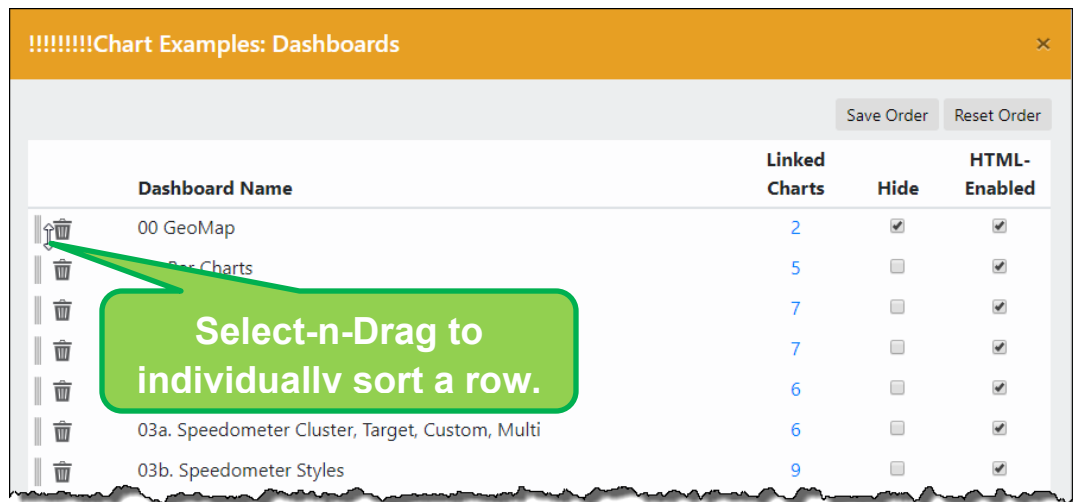 !!!!!!!!!Chart Examples: Dashboards ×
Save Order Reset Order
Dashboard Name Linked Charts Hide HTML-Enabled
00 GeoMap 2
Charts 5
7
7
6
03a. Speedometer Cluster, Target, Custom, Multi 6
03b. Speedometer Styles 9
Select-n-Drag to
individually sort a row.